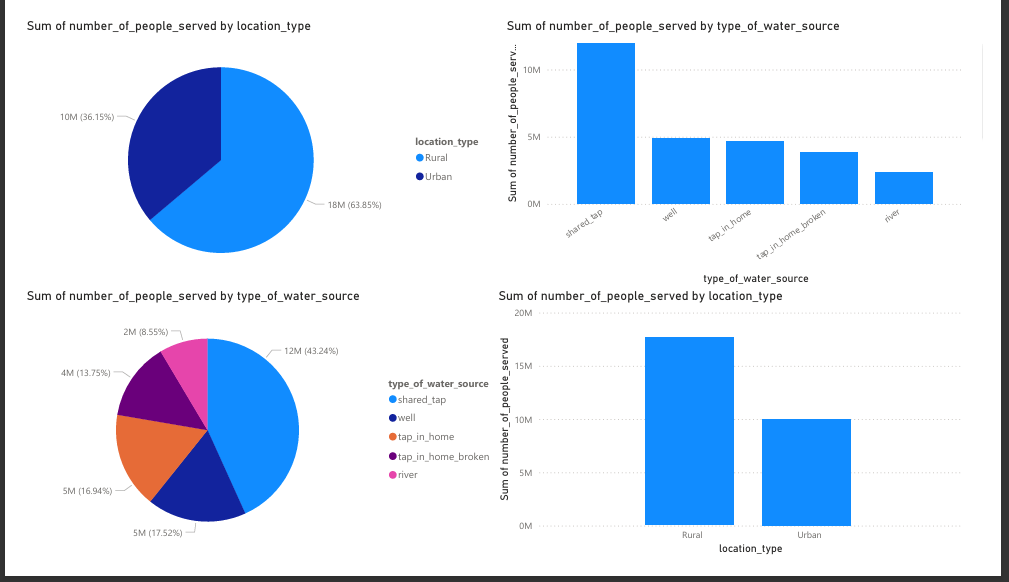 Sum of number_of_people_served by location_type
10M (36.15%)
18M (63.85%)
location_type
Rural
Urban
Sum of number_of_people_served by type_of_water_source
Sum of number_of_people_serv...
10M
5M
0M
shared_tap
well
tap_in_home
tap_in_home_broken
river
type_of_water_source
Sum of number_of_people_served by type_of_water_source
2M (8.55%)
12M (43.24%)
4M (13.75%)
5M (16.94%)
5M (17.52%)
type_of_water_source
shared_tap
well
tap_in_home
tap_in_home_broken
river
Sum of number_of_people_served by location_type
Sum of number_of_people_served
20M
15M
10M
5M
0M
Rural
Urban
location_type